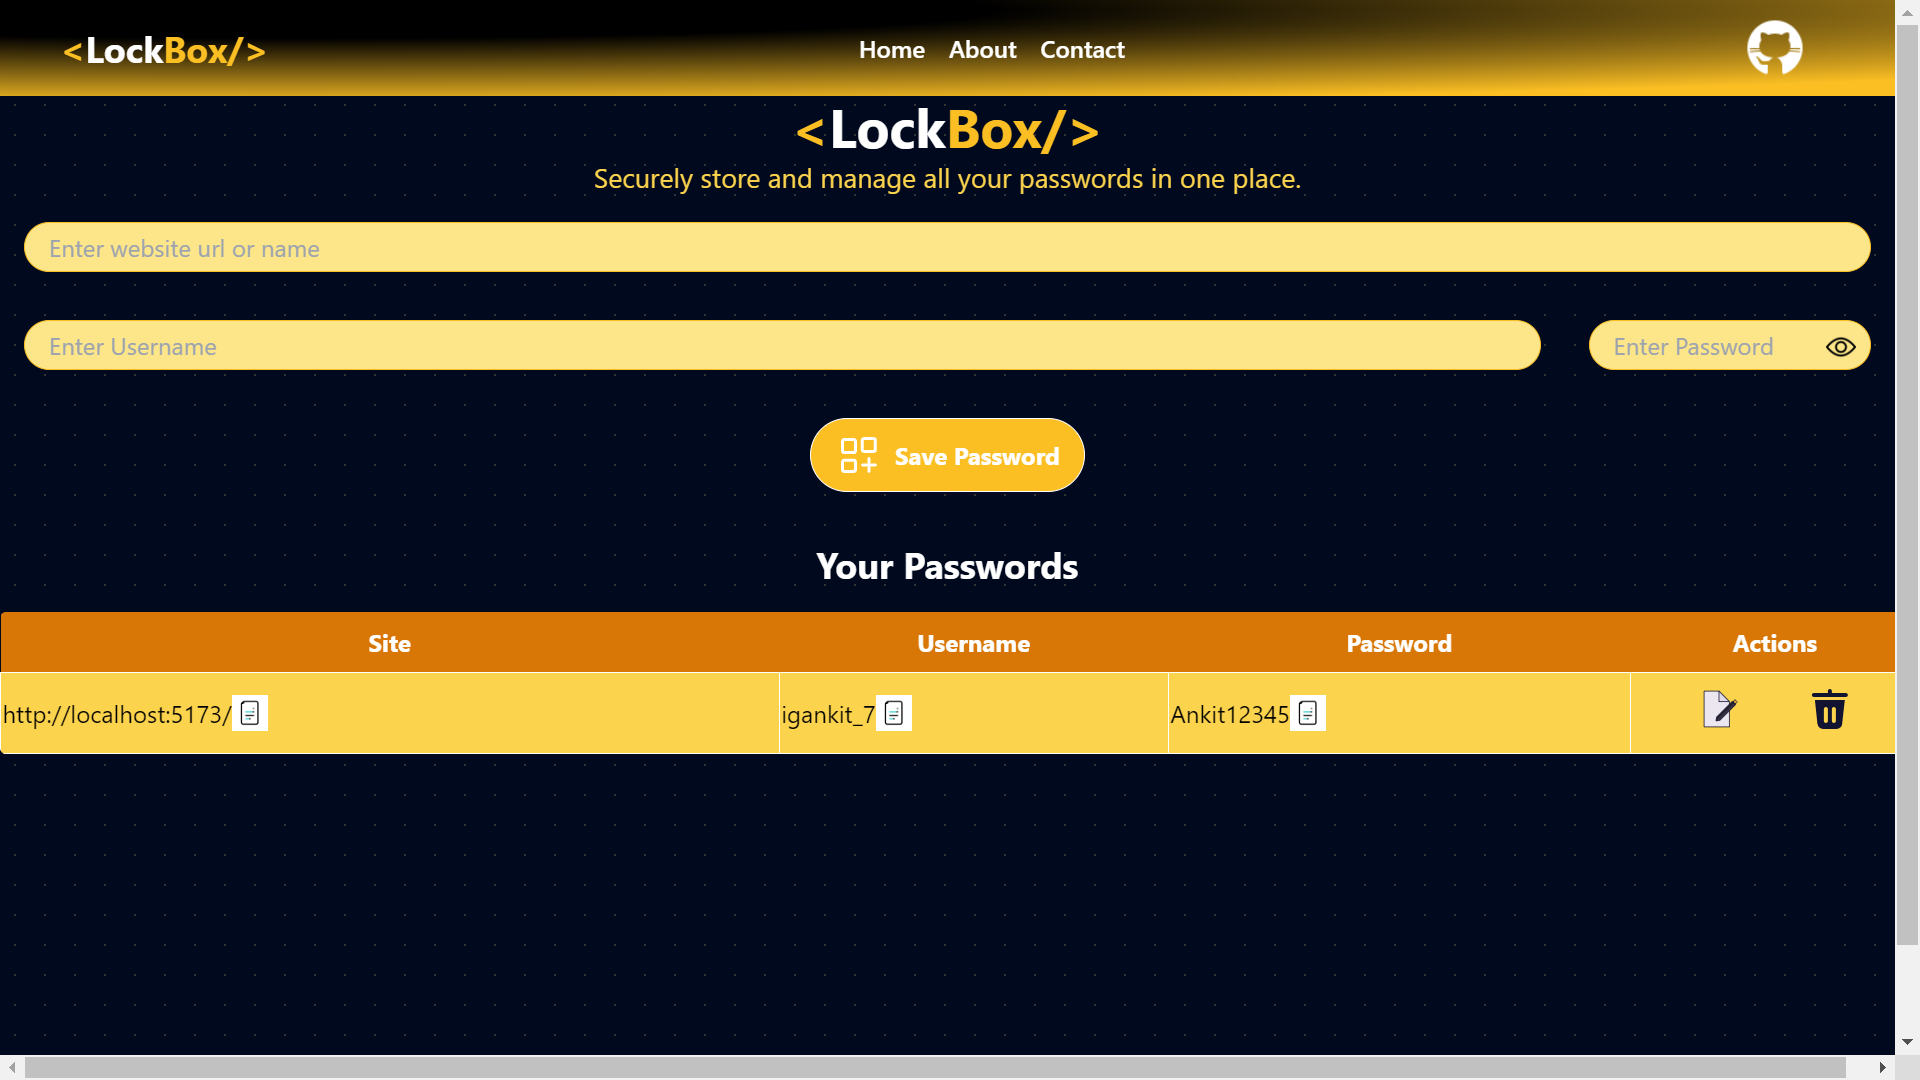 <LockBox/>
Home About Contact
<LockBox/>
Securely store and manage all your passwords in one place.
Enter website url or name
Enter Username
Enter Password
Save Password
Your Passwords
Site Username Password Actions
http://localhost:5173/ igankit_7 Ankit12345